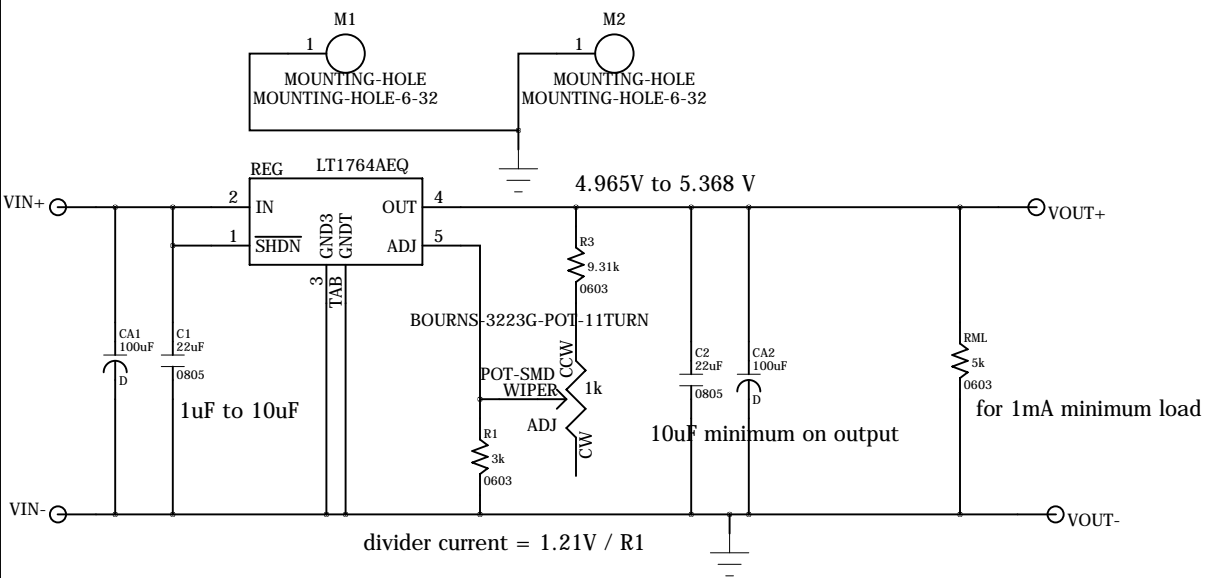 M1
M2
1
1
MOUNTING-HOLE
MOUNTING-HOLE-6-32
MOUNTING-HOLE
MOUNTING-HOLE-6-32
REG
LT1764AEQ
4.965V to 5.368 V
VIN+
2
IN
OUT
4
VOUT+
1
SHDN
GND3
GNDT
ADJ
5
3
TAB
R3
9.31k
0603
BOURNS-3223G-POT-11TURN
CA1
100uF
D
C1
22uF
0805
1uF to 10uF
POT-SMD
WIPER
CCW
1k
ADJ
CW
R1
3k
0603
C2
22uF
0805
CA2
100uF
D
10uF minimum on output
RML
5k
0603
for 1mA minimum load
VIN-
VOUT-
divider current = 1.21V / R1